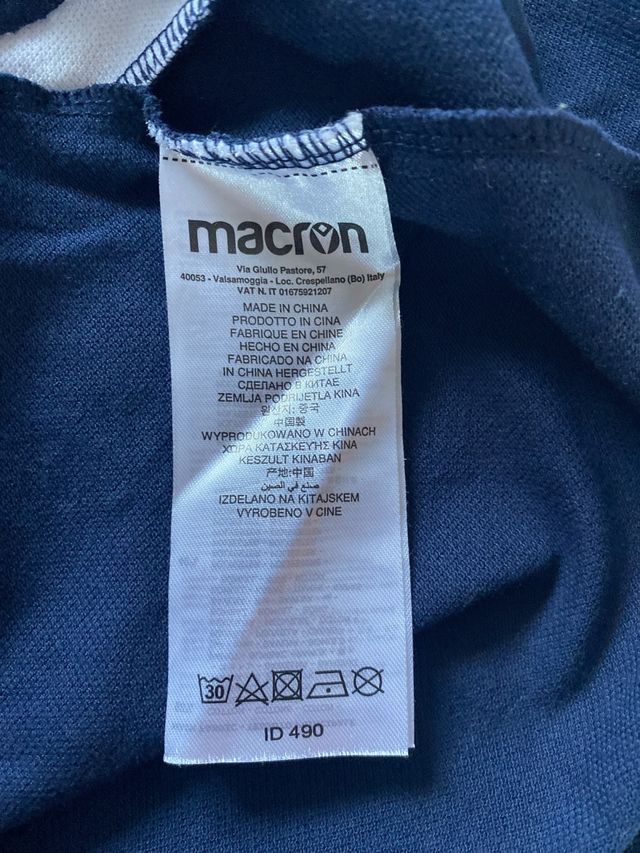 macron
Via Giulio Pastore, 57
40053 - Valsamoggia - Loc. Crespellano (Bo) Italy
VAT N. IT 01675921207
MADE IN CHINA
PRODOTTO IN CINA
FABRIQUE EN CHINE
HECHO EN CHINA
FABRICADO NA CHINA
IN CHINA HERGESTELLT
СДЕЛАНО В КИТАЕ
ZEMLJA PODRIJETLA KINA
원산지: 중국
中国製
WYPRODUKOWANO W CHINACH
ΧΩΡΑ ΚΑΤΑΣΚΕΥΗΣ ΚΙΝΑ
KESZULT KINABAN
产地:中国
صنع في الصين
IZDELANO NA KITAJSKEM
VYROBENO V CINE
30
ID 490